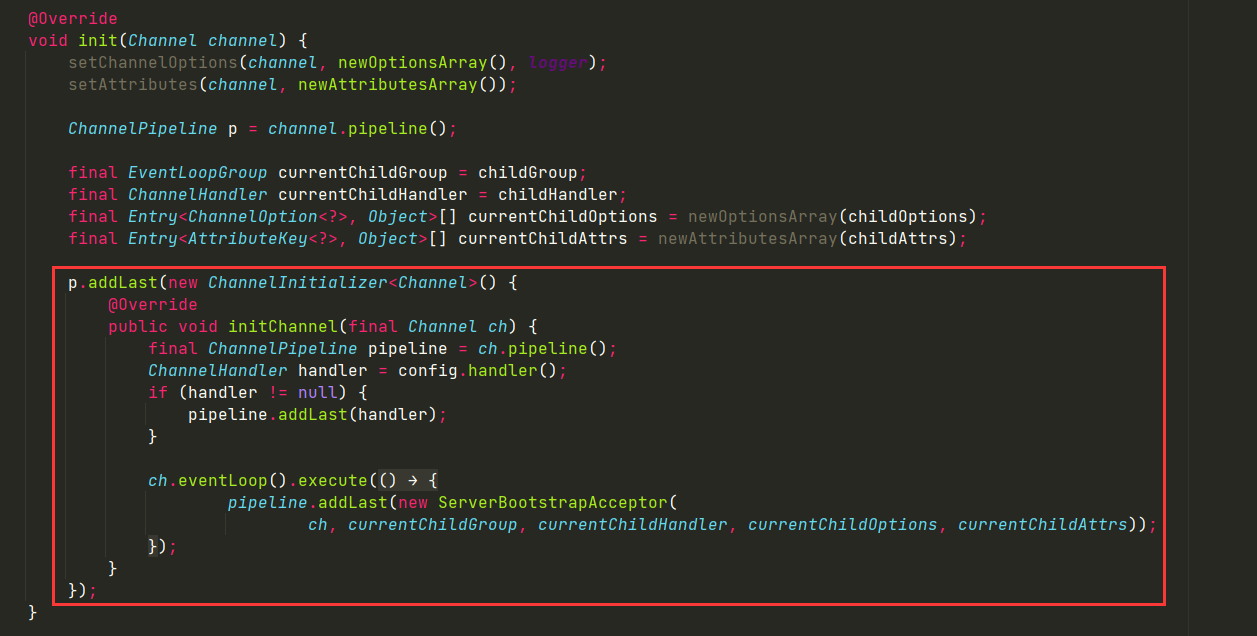 @Override
void init(Channel channel) {
    setChannelOptions(channel, newOptionsArray(), logger);
    setAttributes(channel, newAttributesArray());
    ChannelPipeline p = channel.pipeline();
    final EventLoopGroup currentChildGroup = childGroup;
    final ChannelHandler currentChildHandler = childHandler;
    final Entry<ChannelOption<?>, Object>[] currentChildOptions = newOptionsArray(childOptions);
    final Entry<AttributeKey<?>, Object>[] currentChildAttrs = newAttributesArray(childAttrs);
    p.addLast(new ChannelInitializer<Channel>() {
        @Override
        public void initChannel(final Channel ch) {
            final ChannelPipeline pipeline = ch.pipeline();
            ChannelHandler handler = config.handler();
            if (handler != null) {
                pipeline.addLast(handler);
            }
            ch.eventLoop().execute(() → {
                    pipeline.addLast(new ServerBootstrapAcceptor(
                            ch, currentChildGroup, currentChildHandler, currentChildOptions, currentChildAttrs));
            });
        }
    });
}